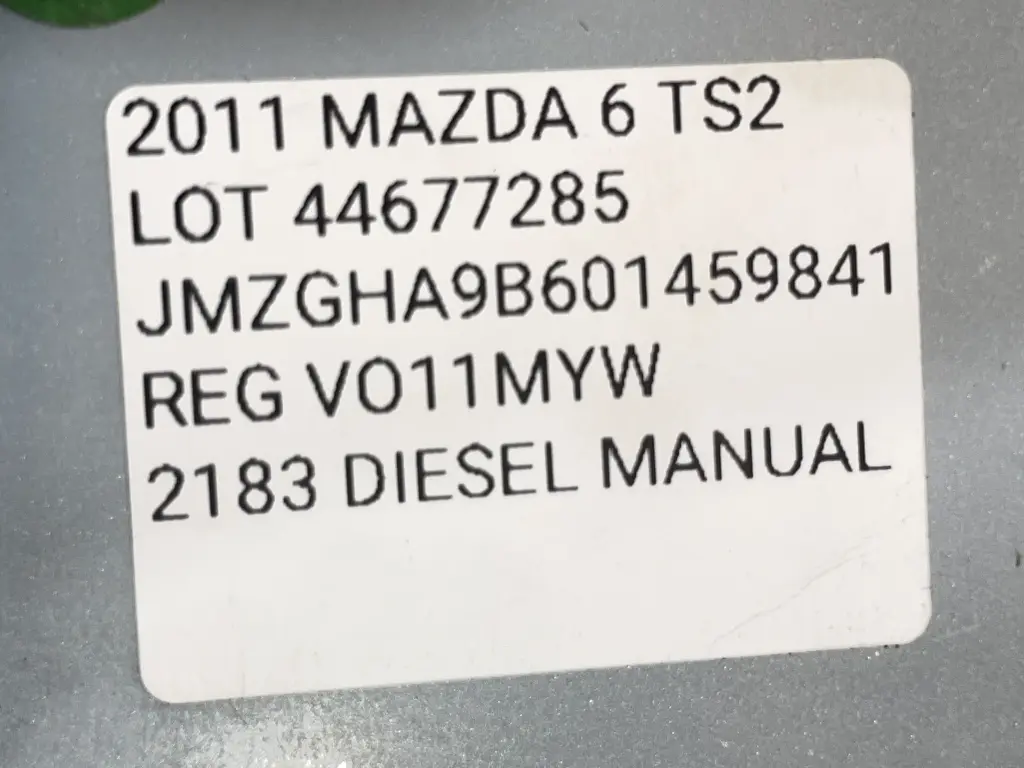 2011 MAZDA 6 TS2
LOT 44677285
JMZGHA9B601459841
REG VO11MYW
2183 DIESEL MANUAL